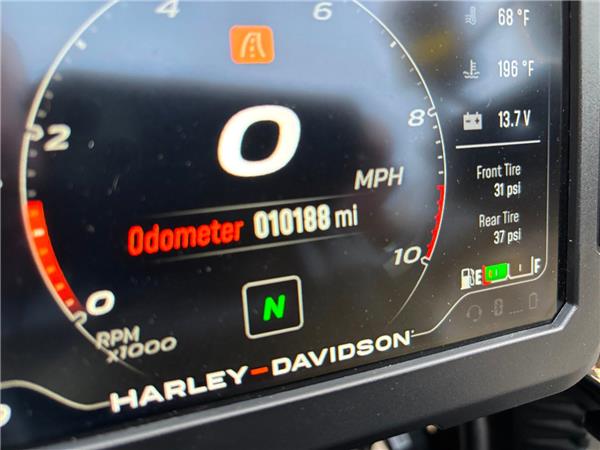 4
6
68 °F
196 °F
2
0
8
13.7 V
MPH
Front Tire
31 psi
Odometer 010188 mi
Rear Tire
37 psi
10
E F
0
N
RPM
x1000
HARLEY-DAVIDSON